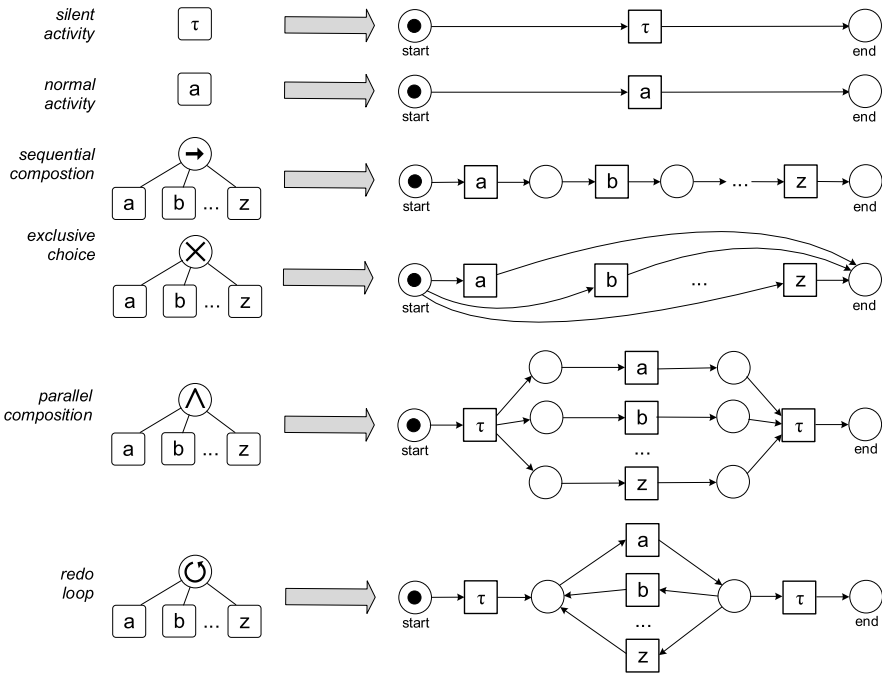 silent
activity
τ
τ
start
end
normal
activity
a
a
start
end
sequential
compostion
a
b
...
z
a
b
...
z
start
end
exclusive
choice
a
b
...
z
a
b
...
z
start
end
parallel
composition
a
b
...
z
τ
a
b
...
z
τ
start
end
redo
loop
a
b
...
z
τ
a
b
...
z
τ
start
end